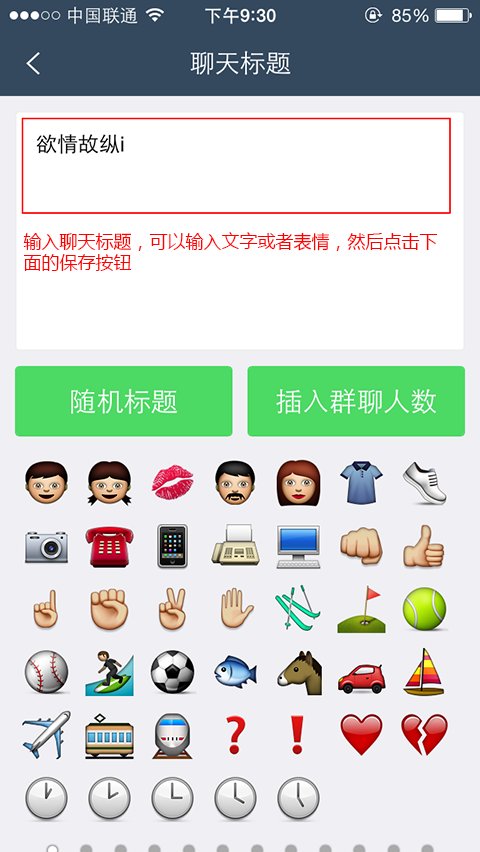 中国联通 下午9:30 85%
聊天标题
欲情故纵i
输入聊天标题，可以输入文字或者表情，然后点击下
面的保存按钮
随机标题 插入群聊人数